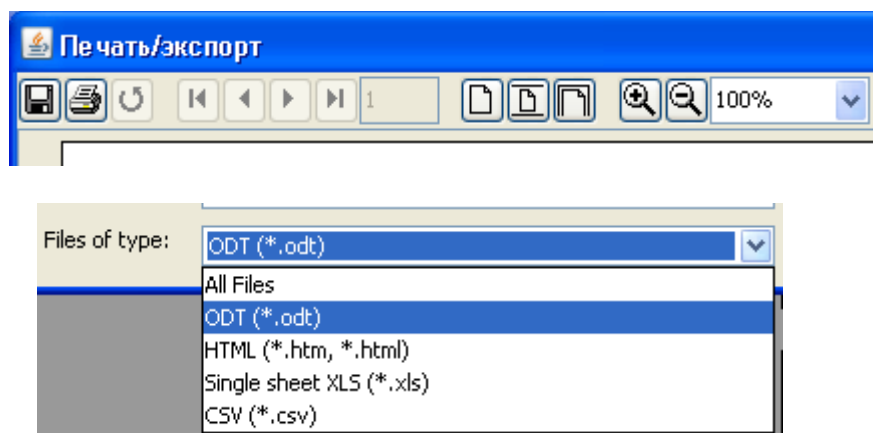 Печать/экспорт
1
100%
Files of type:
ODT (*.odt)
All Files
ODT (*.odt)
HTML (*.htm, *.html)
Single sheet XLS (*.xls)
CSV (*.csv)